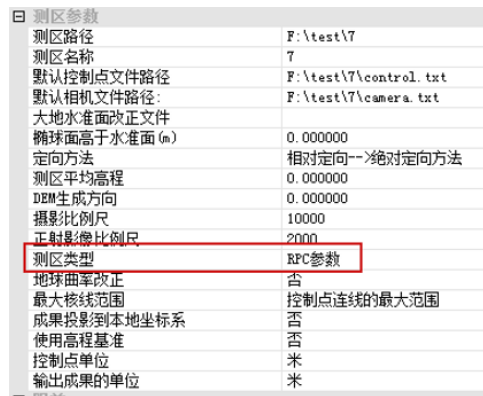 测区参数
测区路径 F:\test\7
测区名称 7
默认控制点文件路径 F:\test\7\control.txt
默认相机文件路径: F:\test\7\camera.txt
大地水准面改正文件
椭球面高于水准面(m) 0.000000
定向方法 相对定向-->绝对定向方法
测区平均高程 0.000000
DEM生成方向 0.000000
摄影比例尺 10000
正射影像比例尺 2000
测区类型 RPC参数
地球曲率改正 否
最大核线范围 控制点连线的最大范围
成果投影到本地坐标系 否
使用高程基准 否
控制点单位 米
输出成果的单位 米